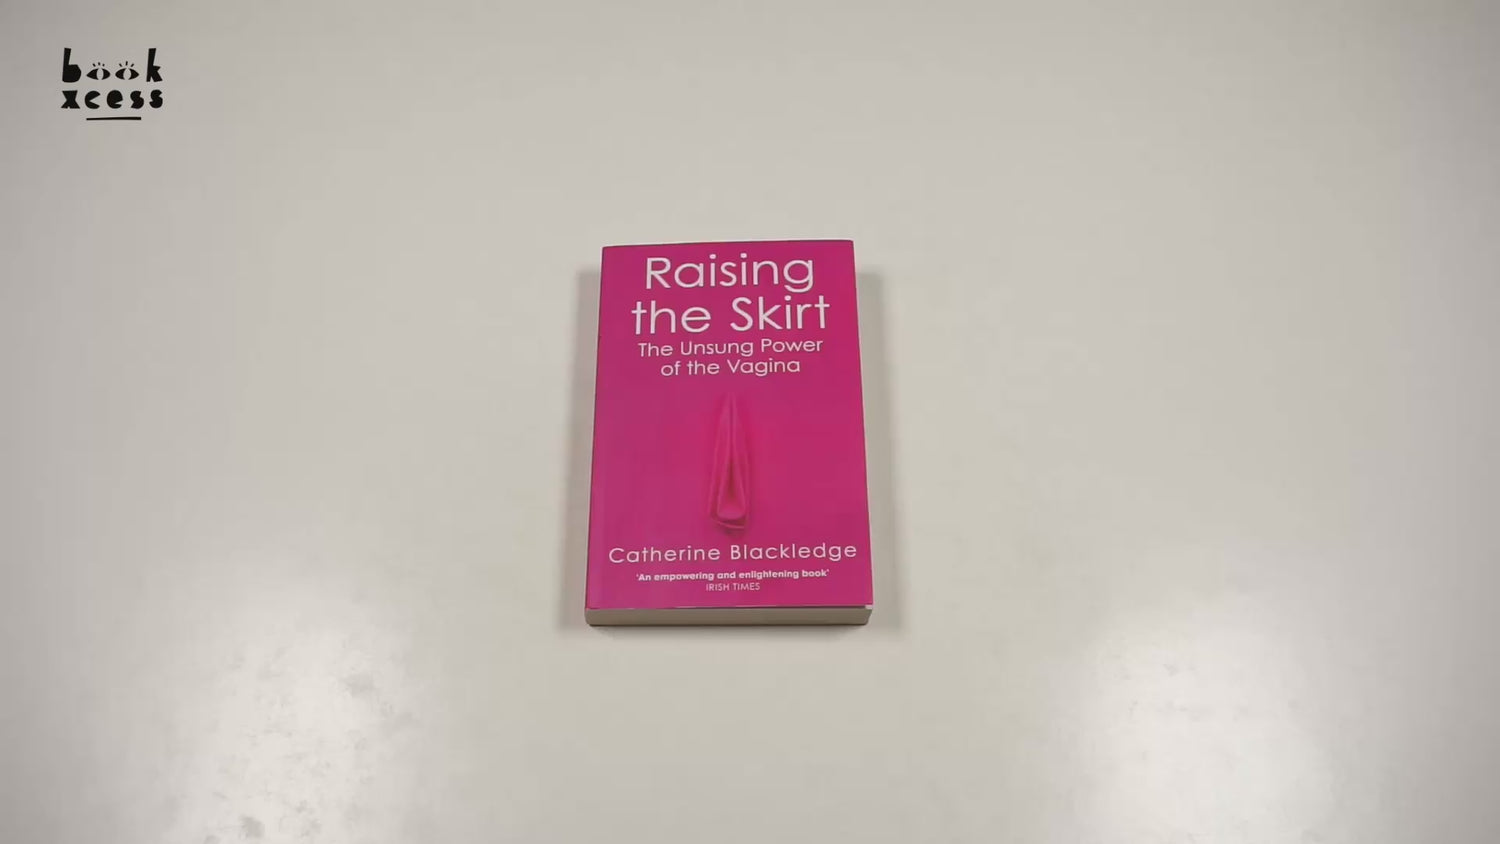 book
xcess
Raising
the Skirt
The Unsung Power
of the Vagina
Catherine Blackledge
'An empowering and enlightening book'
IRISH TIMES